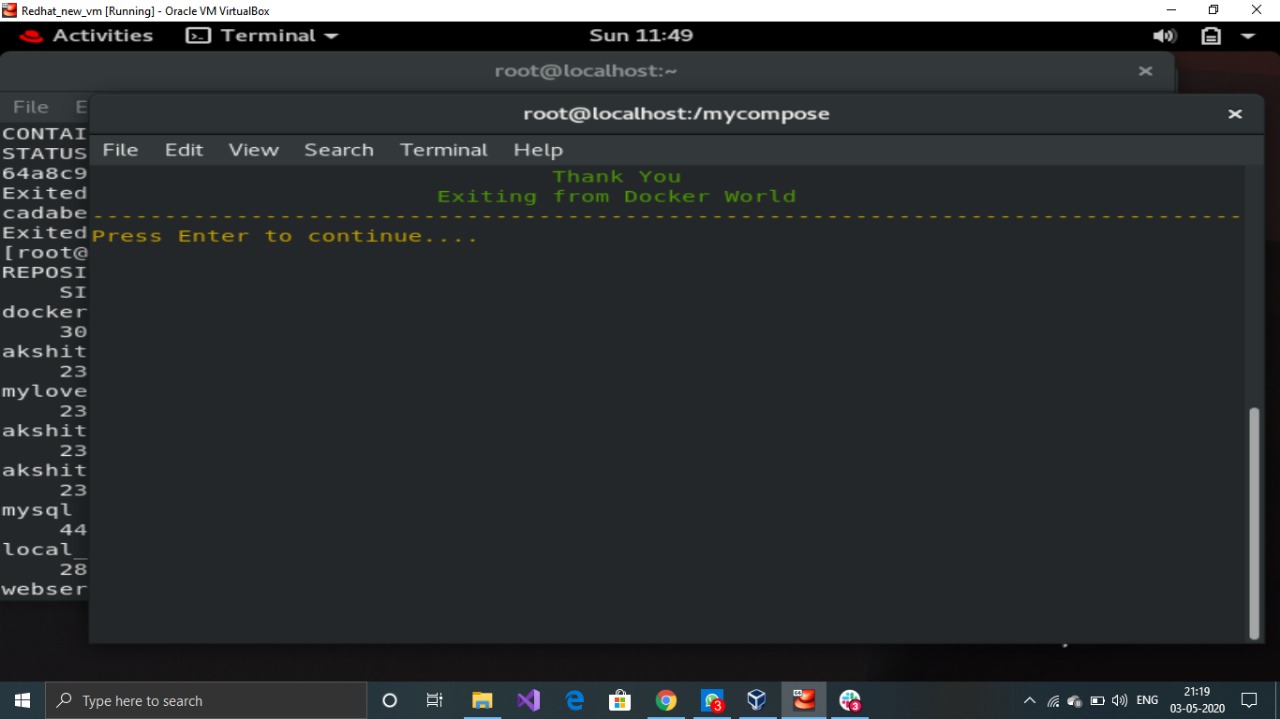 Redhat_new_vm [Running] - Oracle VM VirtualBox
Activities Terminal Sun 11:49
root@localhost:~
File E
CONTAI
STATUS
64a8c9
Exited
cadabe
Exited
[root@
REPOSI
SI
docker
30
akshit
23
mylove
23
akshit
23
akshit
23
mysql
44
local_
28
webser
root@localhost:/mycompose
File Edit View Search Terminal Help
Thank You
Exiting from Docker World
--------------------------------------------------------------------------------
Press Enter to continue....
Type here to search
3
3
ENG
21:19
03-05-2020